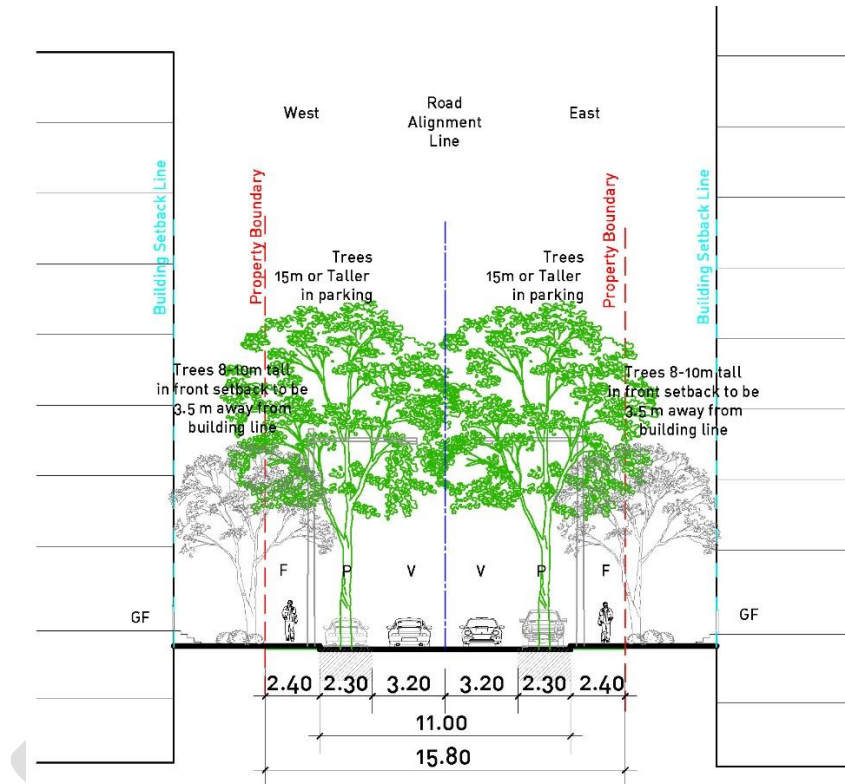 West
Road
Alignment
Line
East
Building Setback Line
Property Boundary
Property Boundary
Building Setback Line
Trees
15m or Taller
in parking
Trees
15m or Taller
in parking
Trees 8-10m tall
in front setback to be
3.5 m away from
building line
Trees 8-10m tall
in front setback to be
3.5 m away from
building line
F P V V P F
GF
GF
2.40 2.30 3.20 3.20 2.30 2.40
11.00
15.80